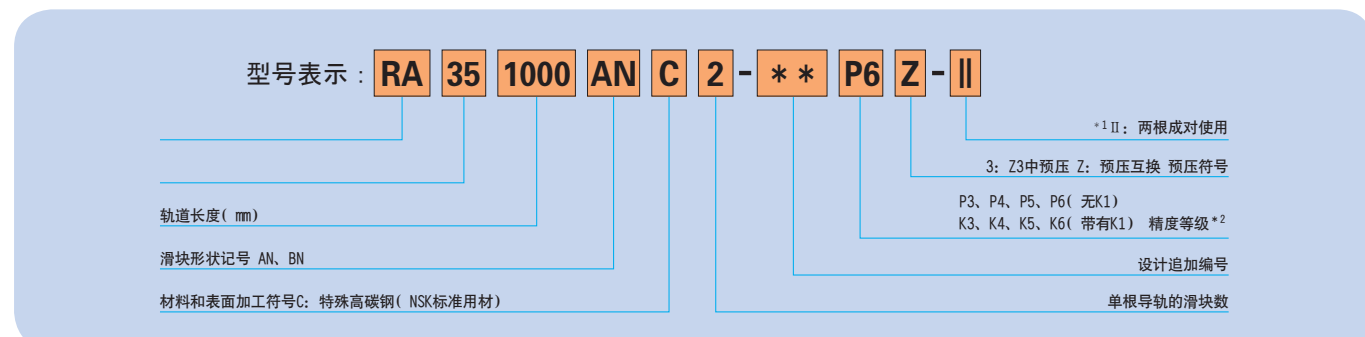 型号表示：RA 35 1000 AN C 2 - ** P6 Z - Ⅱ
*1Ⅱ：两根成对使用
3：Z3中预压 Z：预压互换 预压符号
P3、P4、P5、P6(无K1)
轨道长度(mm)
K3、K4、K5、K6(带有K1) 精度等级*2
滑块形状记号 AN、BN
设计追加编号
材料和表面加工符号C：特殊高碳钢(NSK标准用材)
单根导轨的滑块数